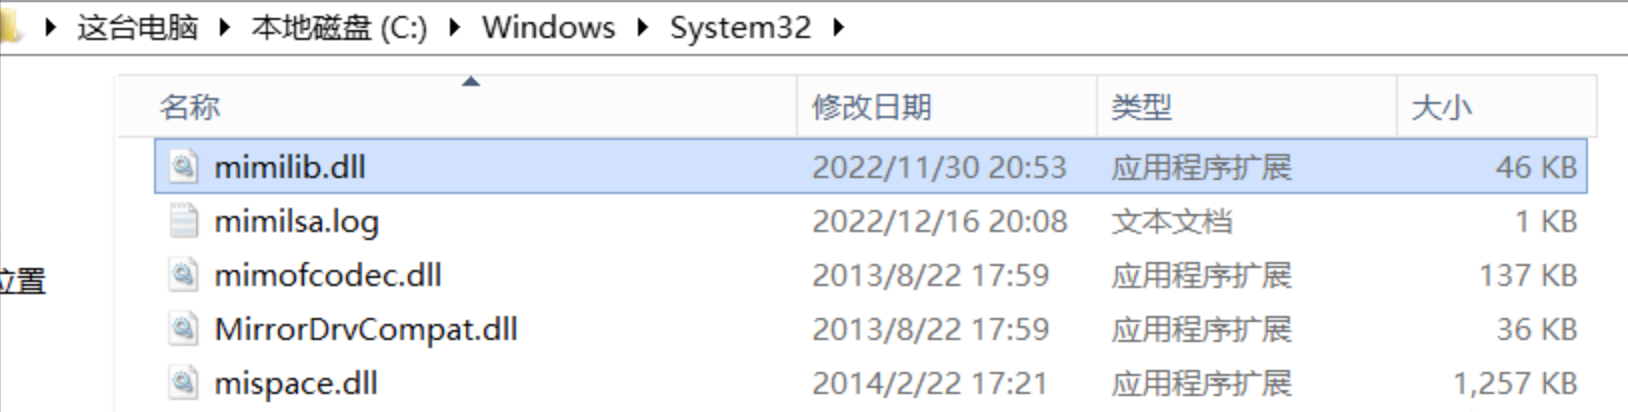 这台电脑 本地磁盘 (C:) Windows System32
名称 修改日期 类型 大小
mimilib.dll 2022/11/30 20:53 应用程序扩展 46 KB
mimilsa.log 2022/12/16 20:08 文本文档 1 KB
位置 mimofcodec.dll 2013/8/22 17:59 应用程序扩展 137 KB
MirrorDrvCompat.dll 2013/8/22 17:59 应用程序扩展 36 KB
mispace.dll 2014/2/22 17:21 应用程序扩展 1,257 KB